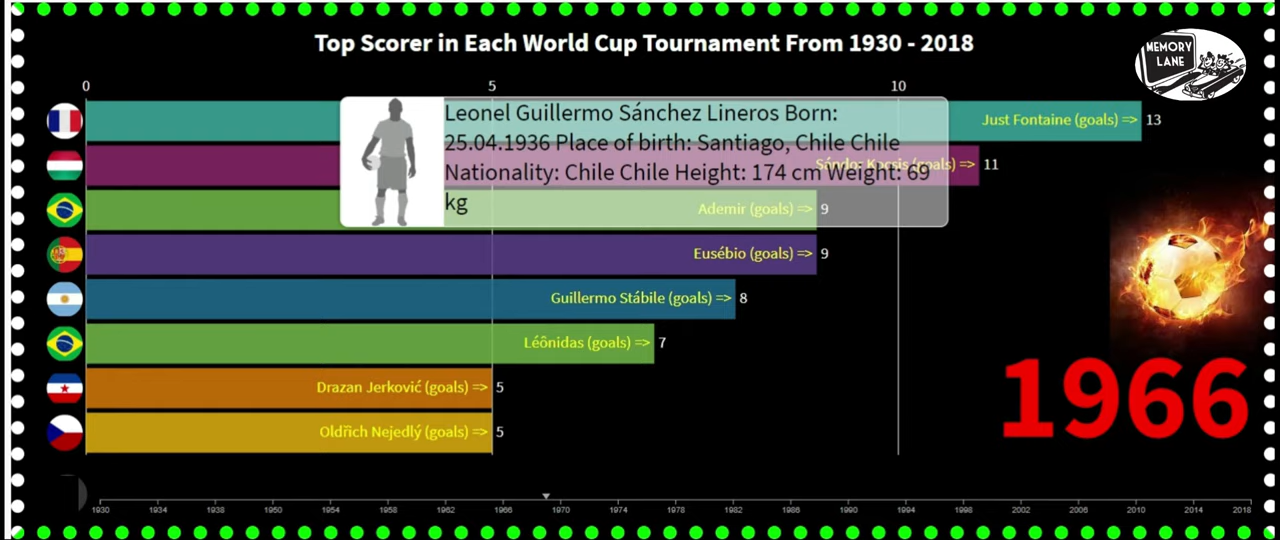 Top Scorer in Each World Cup Tournament From 1930 - 2018
MEMORY
LANE
0 5 10
Just Fontaine (goals) => 13
Leonel Guillermo Sánchez Lineros Born:
25.04.1936 Place of birth: Santiago, Chile Chile
Nationality: Chile Chile Height: 174 cm Weight: 69
kg
Sándor Kocsis (goals) => 11
Ademir (goals) => 9
Eusébio (goals) => 9
Guillermo Stábile (goals) => 8
Léônidas (goals) => 7
Drazan Jerković (goals) => 5
Oldřich Nejedlý (goals) => 5
1966
1930 1934 1938 1950 1954 1958 1962 1966 1970 1974 1978 1982 1986 1990 1994 1998 2002 2006 2010 2014 2018